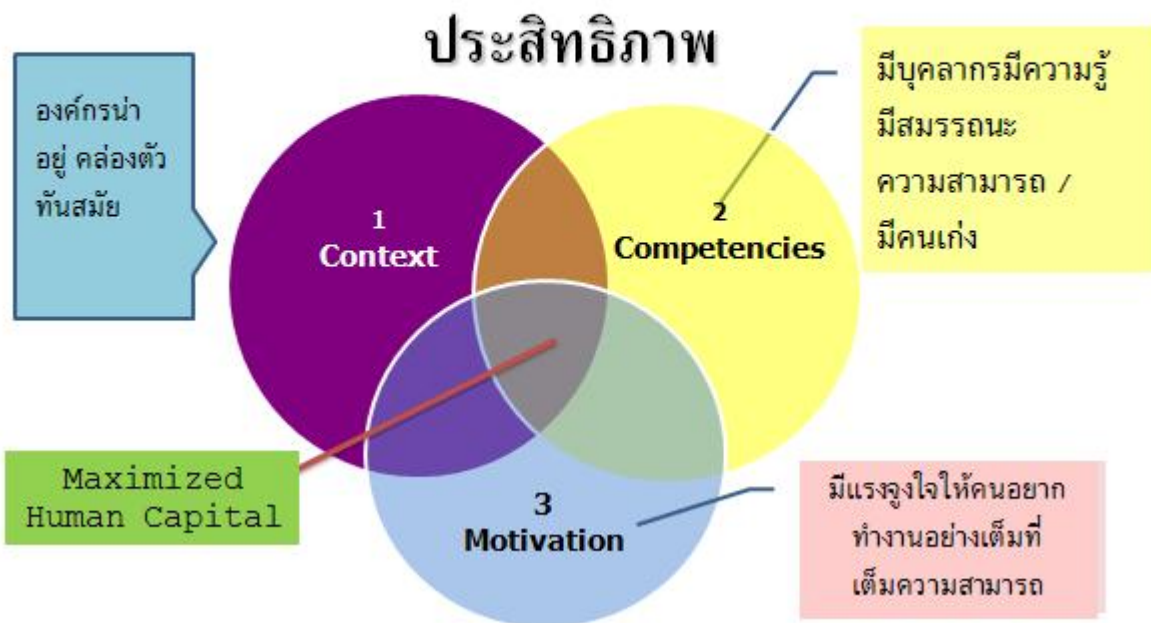 ประสิทธิภาพ
องค์กรน่า
อยู่ คล่องตัว
ทันสมัย
1
Context
2
Competencies
มีบุคลากรมีความรู้
มีสมรรถนะ
ความสามารถ /
มีคนเก่ง
Maximized
Human Capital
3
Motivation
มีแรงจูงใจให้คนอยาก
ทำงานอย่างเต็มที่
เต็มความสามารถ